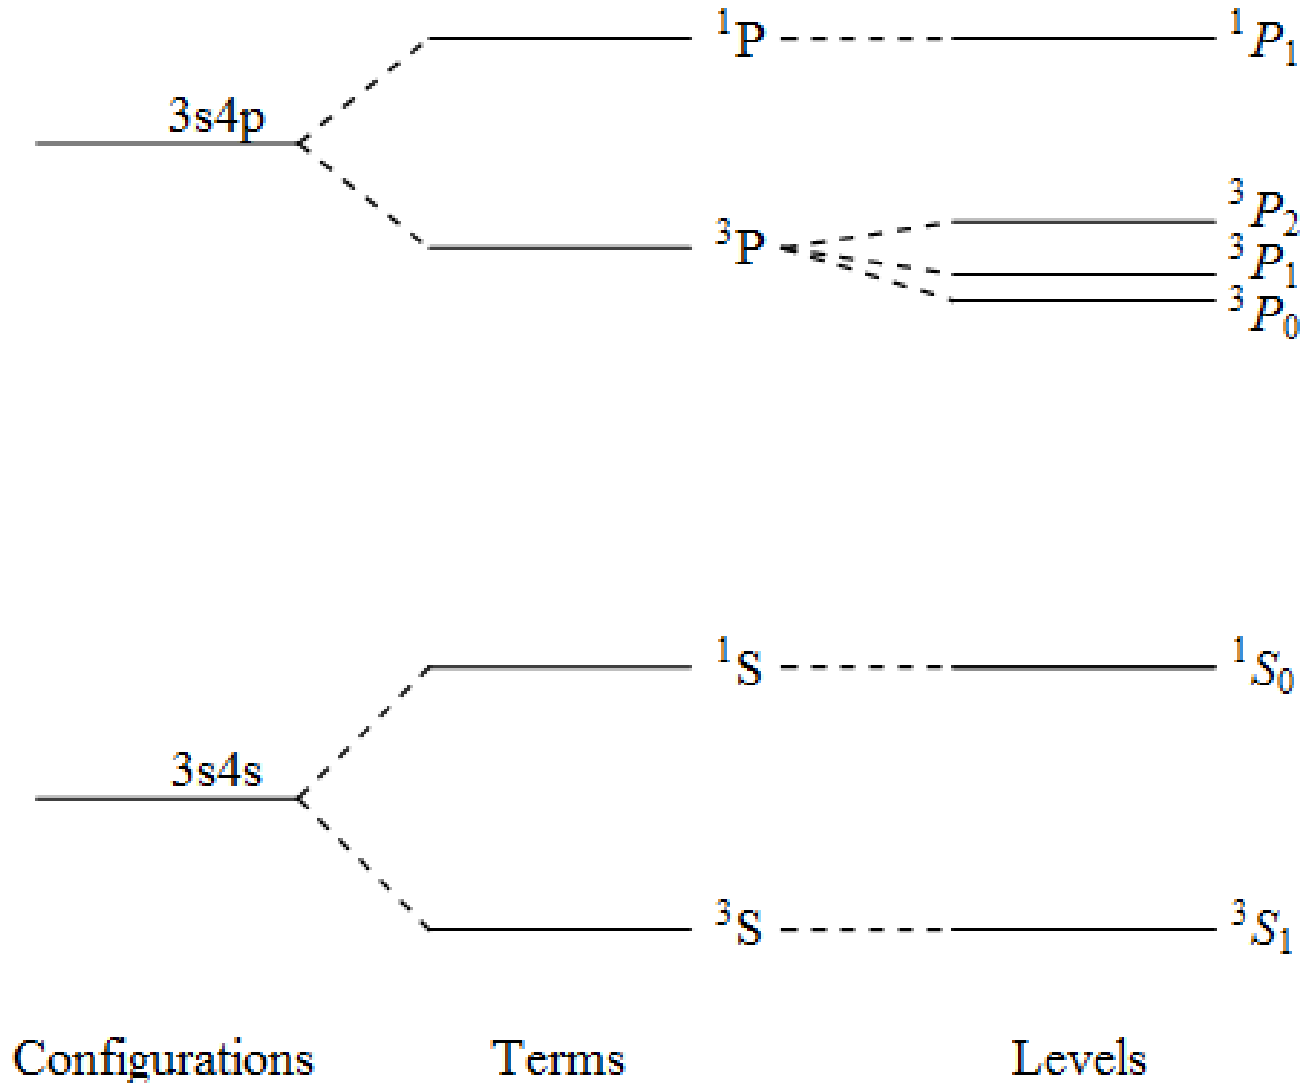 ¹P ¹P₁
3s4p
³P₂
³P ³P₁
³P₀
¹S ¹S₀
3s4s
³S ³S₁
Configurations Terms Levels